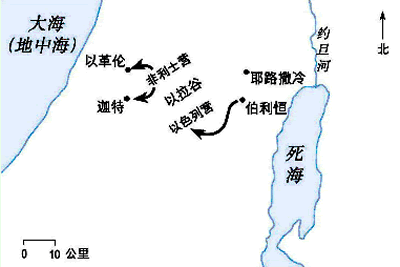 大海
(地中海)
约旦河
北
以革伦
非利士营
耶路撒冷
迦特
以拉谷
伯利恒
以色列营
死海
0 10 公里